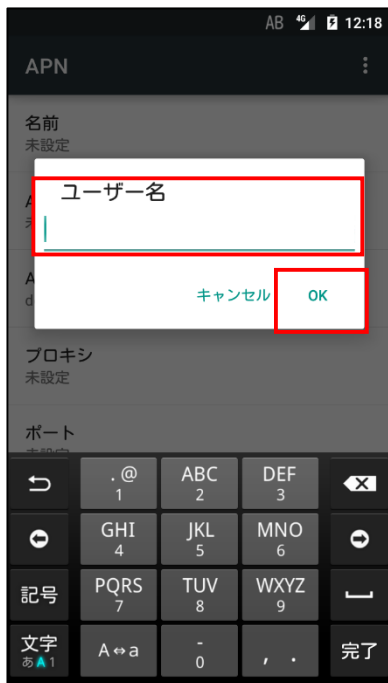 AB 4G 12:18
APN
名前
未設定
ユーザー名
A
A
d
キャンセル OK
プロキシ
未設定
ポート
. @ ABC DEF
1 2 3
GHI JKL MNO
4 5 6
記号 PQRS TUV WXYZ
7 8 9
文字 A⇔a - , . 完了
あA1 0